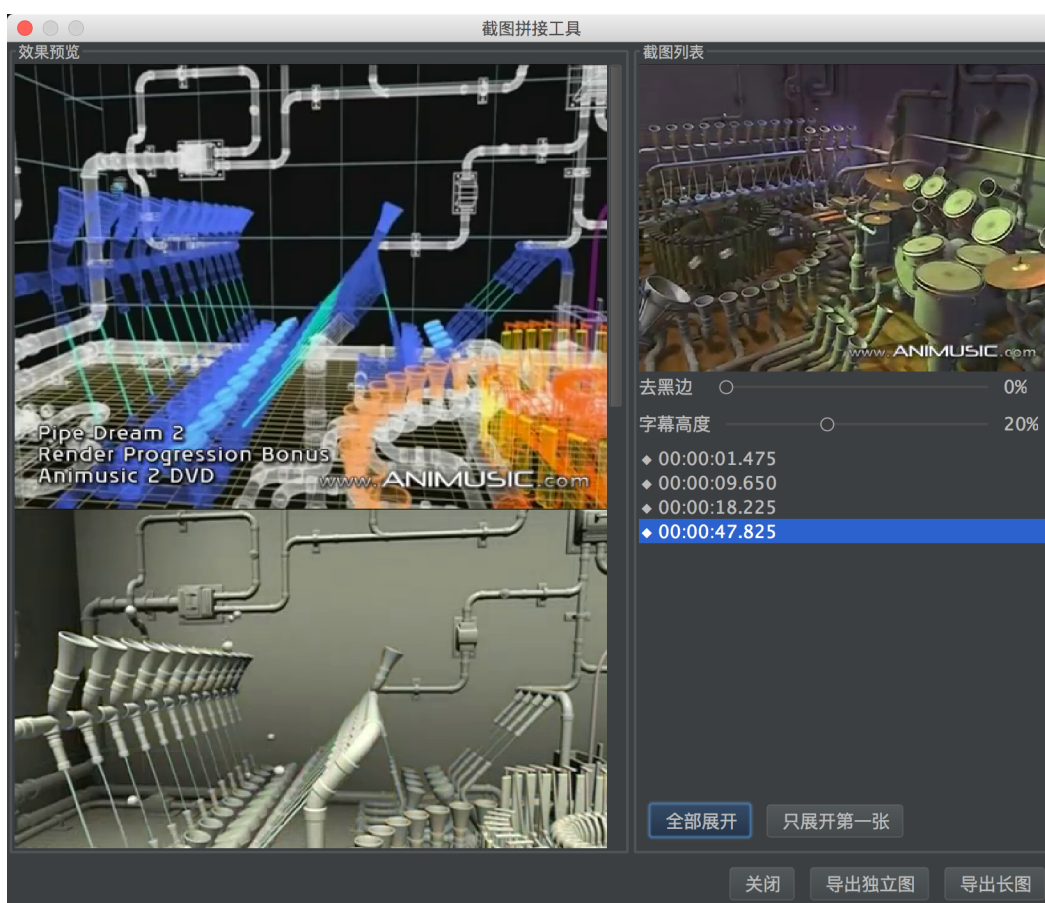 截图拼接工具
效果预览
Pipe Dream 2
Render Progression Bonus
Animusic 2 DVD
www.ANIMUSIC.com
截图列表
www.ANIMUSIC.com
去黑边 0%
字幕高度 20%
00:00:01.475
00:00:09.650
00:00:18.225
00:00:47.825
全部展开 只展开第一张
关闭 导出独立图 导出长图